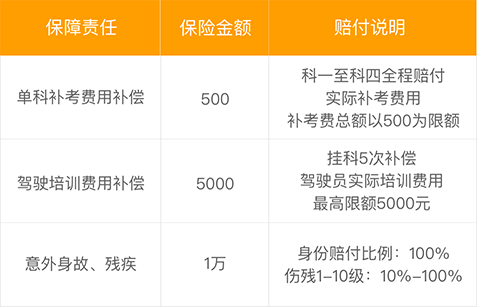 保障责任 保险金额 赔付说明
单科补考费用补偿 500 科一至科四全程赔付
实际补考费用
补考费总额以500为限额
驾驶培训费用补偿 5000 挂科5次补偿
驾驶员实际培训费用
最高限额5000元
意外身故、残疾 1万 身份赔付比例：100%
伤残1-10级：10%-100%